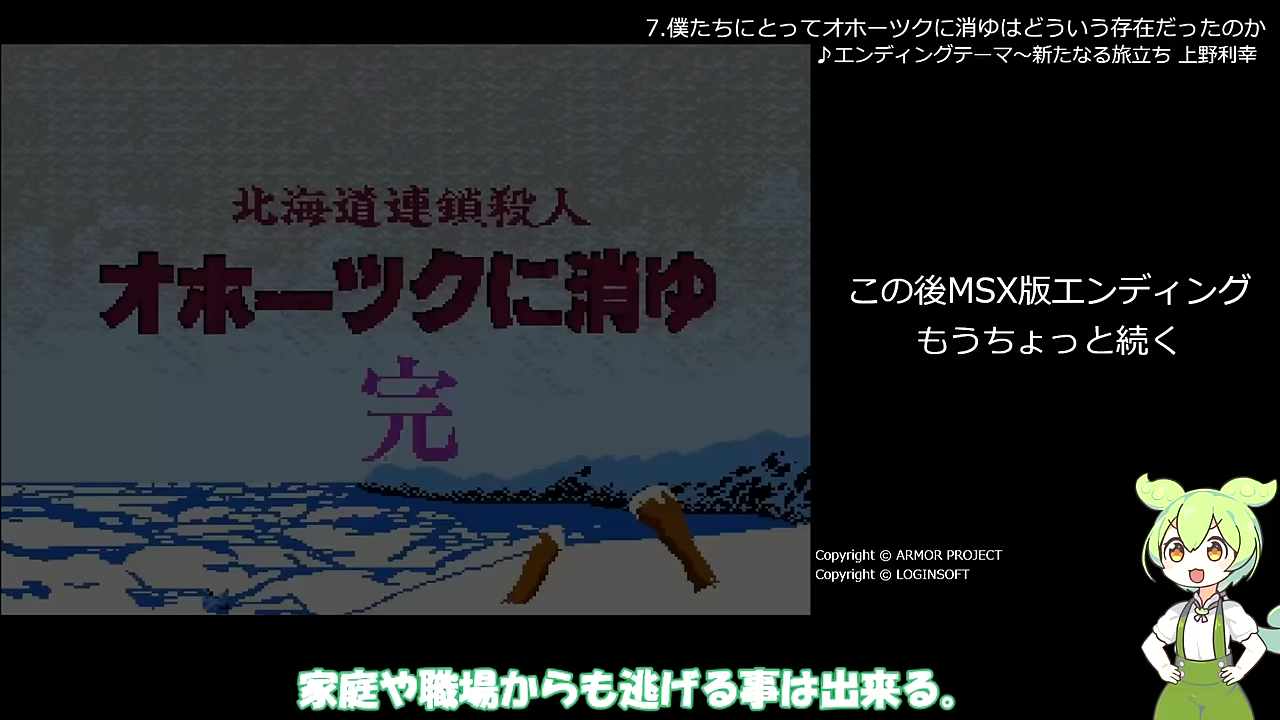 7.僕たちにとってオホーツクに消ゆはどういう存在だったのか
♪エンディングテーマ～新たなる旅立ち 上野利幸
北海道連鎖殺人
オホーツクに消ゆ
完
この後MSX版エンディング
もうちょっと続く
Copyright © ARMOR PROJECT
Copyright © LOGINSOFT
家庭や職場からも逃げる事は出来る。